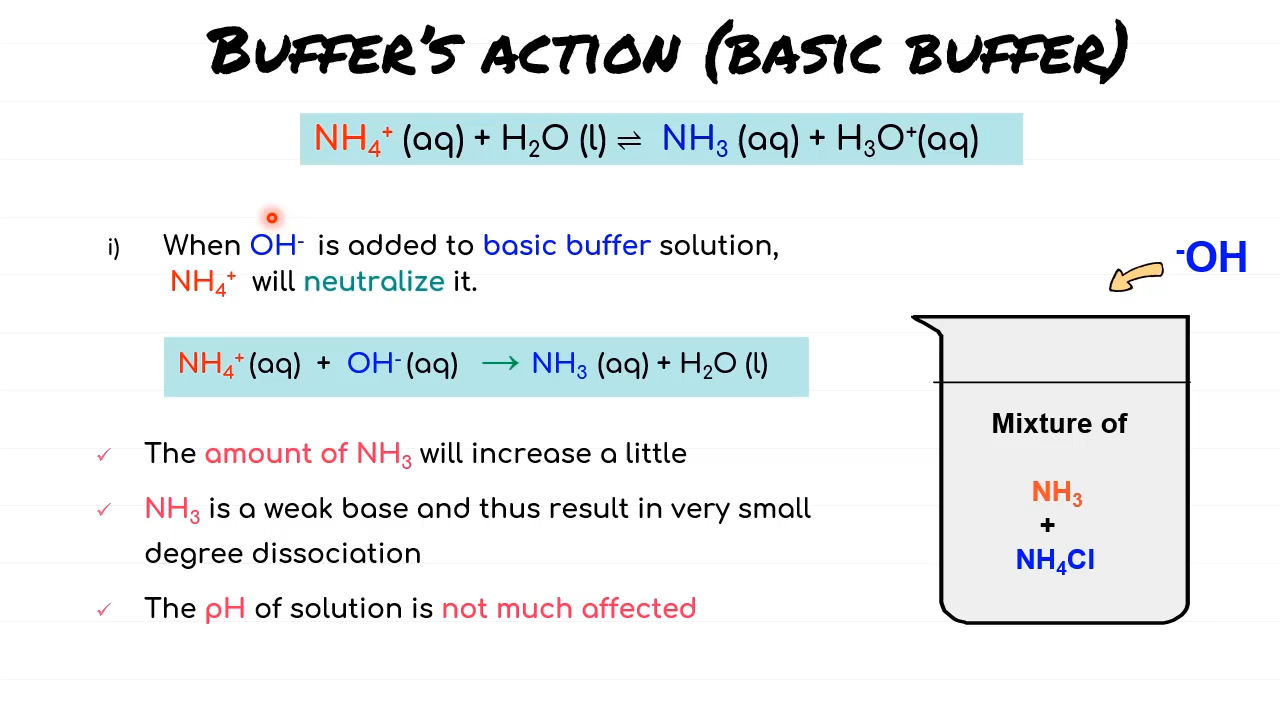 BUFFER'S ACTION (BASIC BUFFER)
NH₄⁺ (aq) + H₂O (l) ⇌ NH₃ (aq) + H₃O⁺(aq)
i) When OH⁻ is added to basic buffer solution,
NH₄⁺ will neutralize it.
⁻OH
NH₄⁺(aq) + OH⁻(aq) ⟶ NH₃ (aq) + H₂O (l)
✓ The amount of NH₃ will increase a little
✓ NH₃ is a weak base and thus result in very small
degree dissociation
✓ The pH of solution is not much affected
Mixture of
NH₃
+
NH₄Cl